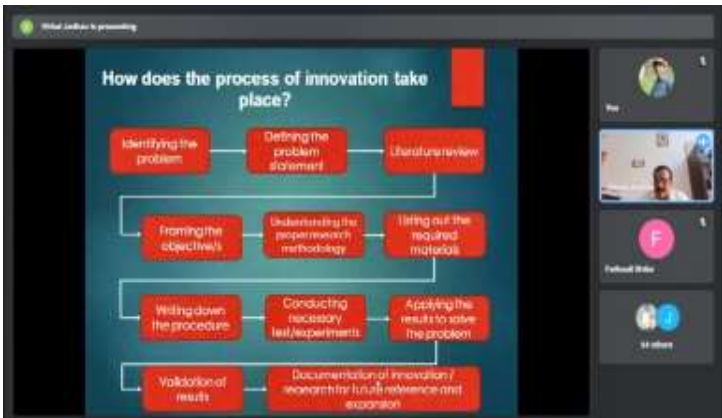 is presenting
How does the process of innovation take
place?
Identifying the
problem
Defining the
problem
statement
Literature review
Framing the
objective/s
Understanding the
proper research
methodology
Listing out the
required
materials
Writing down
the procedure
Conducting
necessary
test/experiments
Applying the
results to solve
the problem
Validation of
results
Documentation of innovation /
research for future reference and
expansion
You
F
J
others